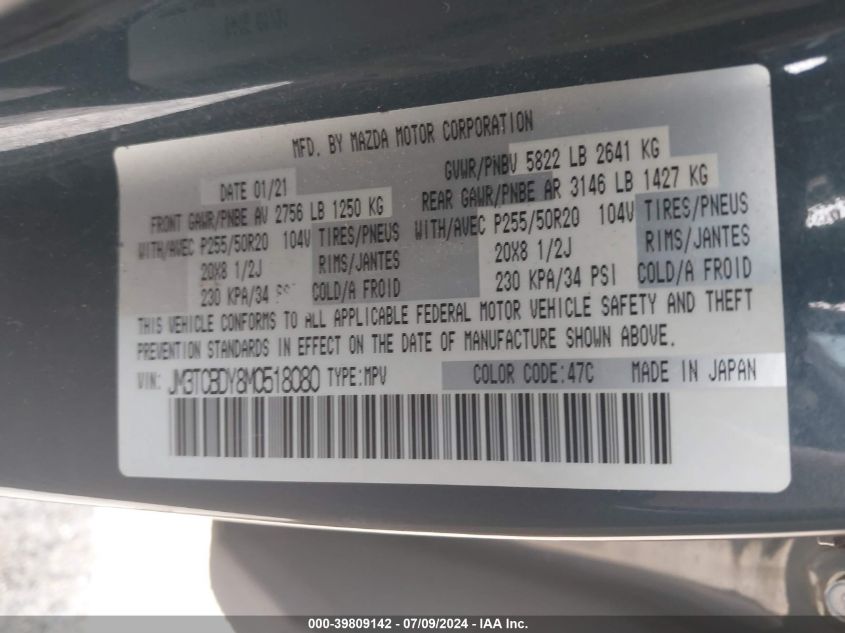 MFD. BY MAZDA MOTOR CORPORATION
DATE 01/21 GVWR/PNBV 5822 LB 2641 KG
FRONT GAWR/PNBE AV 2756 LB 1250 KG REAR GAWR/PNBE AR 3146 LB 1427 KG
WITH/AVEC P255/50R20 104V TIRES/PNEUS WITH/AVEC P255/50R20 104V TIRES/PNEUS
20X8 1/2J RIMS/JANTES 20X8 1/2J RIMS/JANTES
230 KPA/34 PSI COLD/A FROID 230 KPA/34 PSI COLD/A FROID
THIS VEHICLE CONFORMS TO ALL APPLICABLE FEDERAL MOTOR VEHICLE SAFETY AND THEFT
PREVENTION STANDARDS IN EFFECT ON THE DATE OF MANUFACTURE SHOWN ABOVE.
VIN: JM3TCBDY8M0518080 TYPE:MPV COLOR CODE:47C MADE IN JAPAN
000-39809142 - 07/09/2024 - IAA Inc.